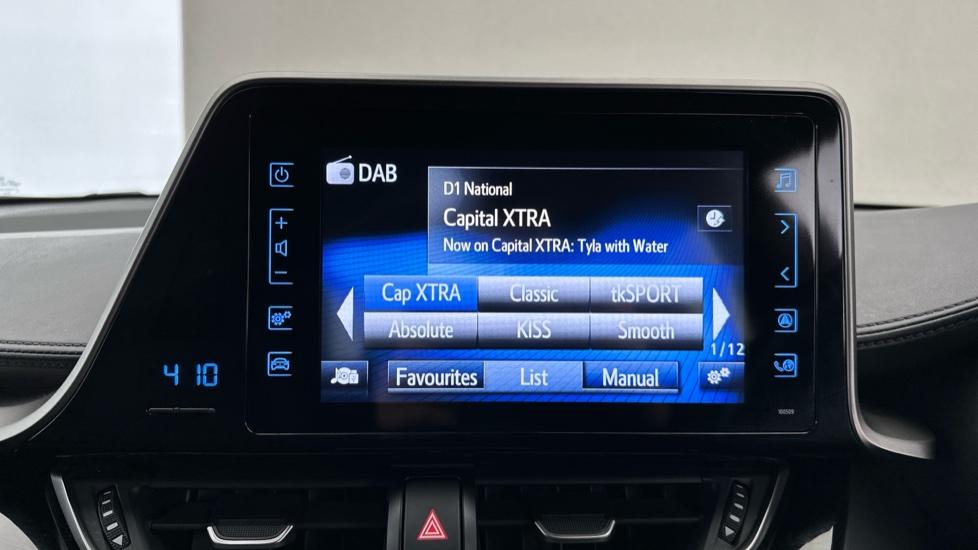 DAB
D1 National
Capital XTRA
Now on Capital XTRA: Tyla with Water
Cap XTRA Classic tkSPORT
Absolute KISS Smooth
1/12
Favourites List Manual
4 10
100509